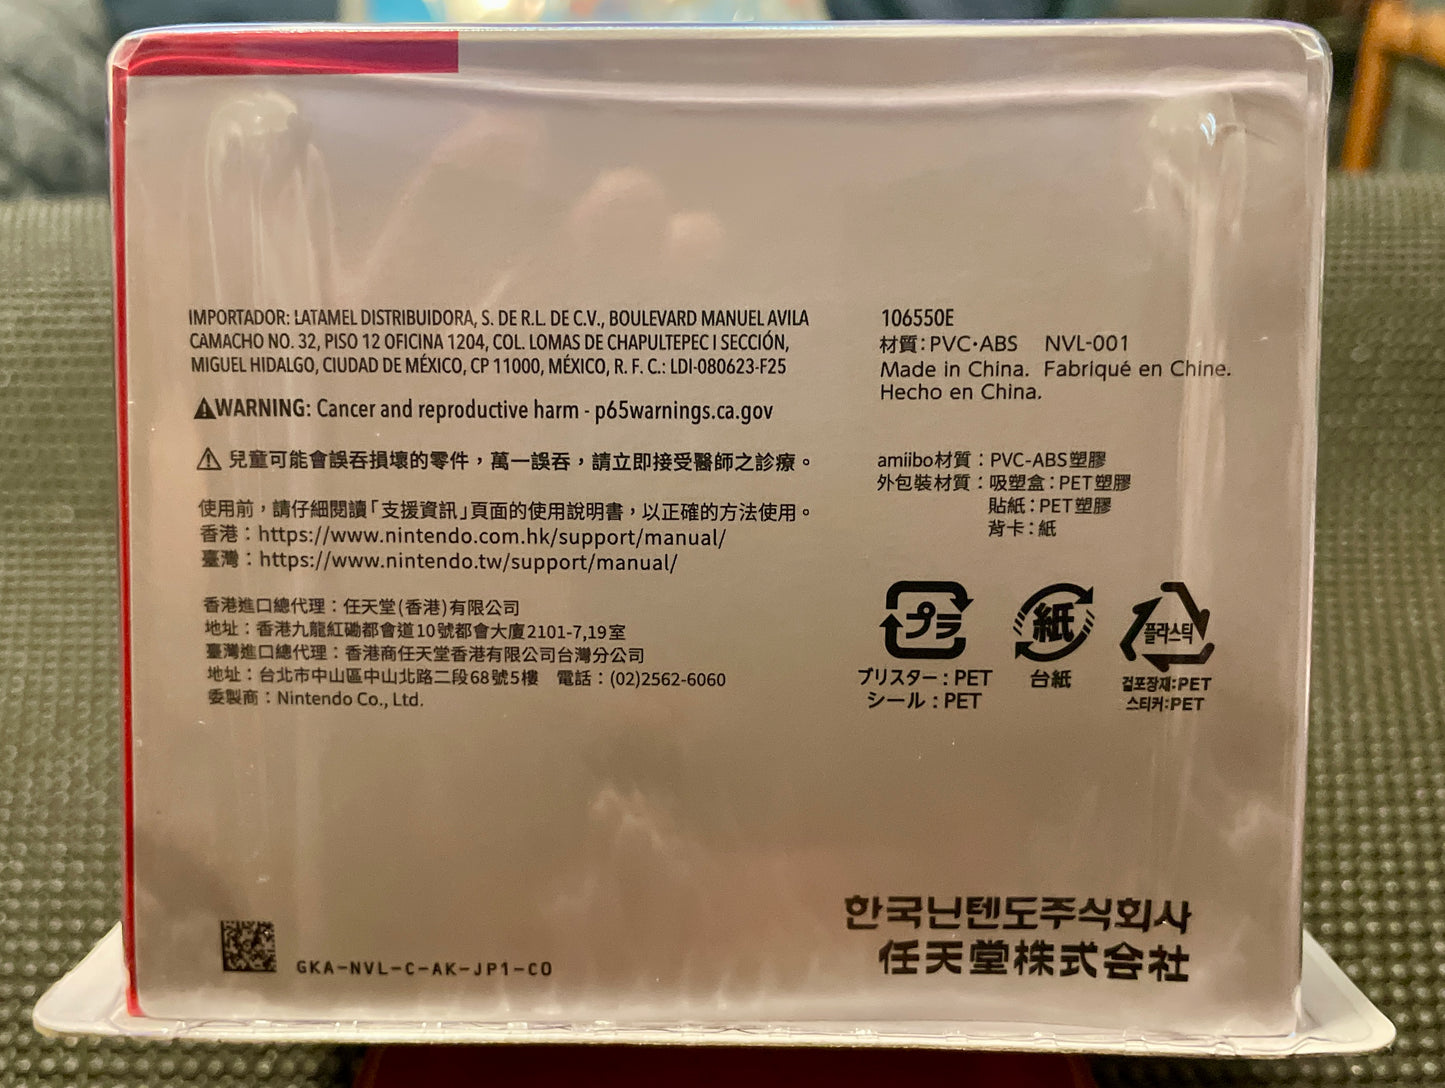 IMPORTADOR: LATAMEL DISTRIBUIDORA, S. DE R.L. DE C.V., BOULEVARD MANUEL AVILA
CAMACHO NO. 32, PISO 12 OFICINA 1204, COL. LOMAS DE CHAPULTEPEC I SECCIÓN,
MIGUEL HIDALGO, CIUDAD DE MÉXICO, CP 11000, MÉXICO, R. F. C.: LDI-080623-F25
⚠WARNING: Cancer and reproductive harm - p65warnings.ca.gov
⚠ 兒童可能會誤吞損壞的零件，萬一誤吞，請立即接受醫師之診療。
使用前，請仔細閱讀「支援資訊」頁面的使用說明書，以正確的方法使用。
香港：https://www.nintendo.com.hk/support/manual/
臺灣：https://www.nintendo.tw/support/manual/
香港進口總代理：任天堂(香港)有限公司
地址：香港九龍紅磡都會道10號都會大廈2101-7,19室
臺灣進口總代理：香港商任天堂香港有限公司台灣分公司
地址：台北市中山區中山北路二段68號5樓　電話：(02)2562-6060
委製商：Nintendo Co., Ltd.
106550E
材質：PVC・ABS　NVL-001
Made in China. Fabriqué en Chine.
Hecho en China.
amiibo材質：PVC-ABS塑膠
外包裝材質：吸塑盒：PET塑膠
貼紙：PET塑膠
背卡：紙
プラ
ブリスター：PET
シール：PET
紙
台紙
플라스틱
겉포장재:PET
스티커:PET
GKA-NVL-C-AK-JP1-C0
한국닌텐도주식회사
任天堂株式会社